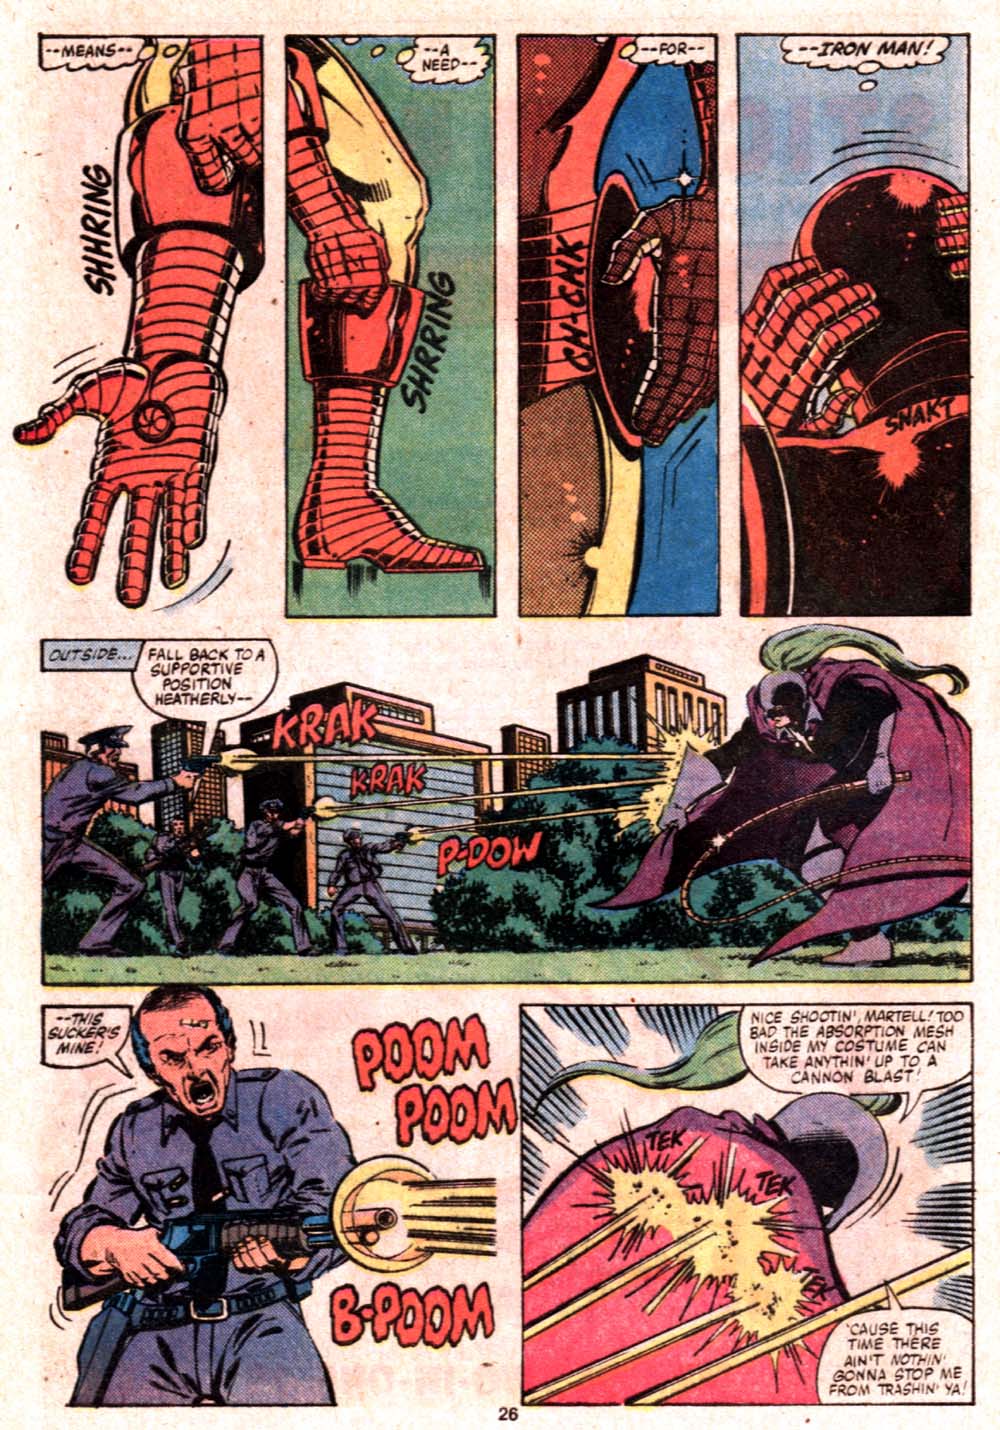 --MEANS--
SHHRING
--A
NEED--
SHRRING
--FOR--
CH-CHK
--IRON MAN!
SNAKT
OUTSIDE...
FALL BACK TO A
SUPPORTIVE
POSITION
HEATHERLY--
KRAK
KRAK
P-DOW
--THIS
SUCKER'S
MINE!
POOM
POOM
B-POOM
NICE SHOOTIN', MARTELL! TOO
BAD THE ABSORPTION MESH
INSIDE MY COSTUME CAN
TAKE ANYTHIN' UP TO A
CANNON BLAST!
TEK
TEK
TEK
'CAUSE THIS
TIME THERE
AIN'T NOTHIN'
GONNA STOP ME
FROM TRASHIN' YA!
26